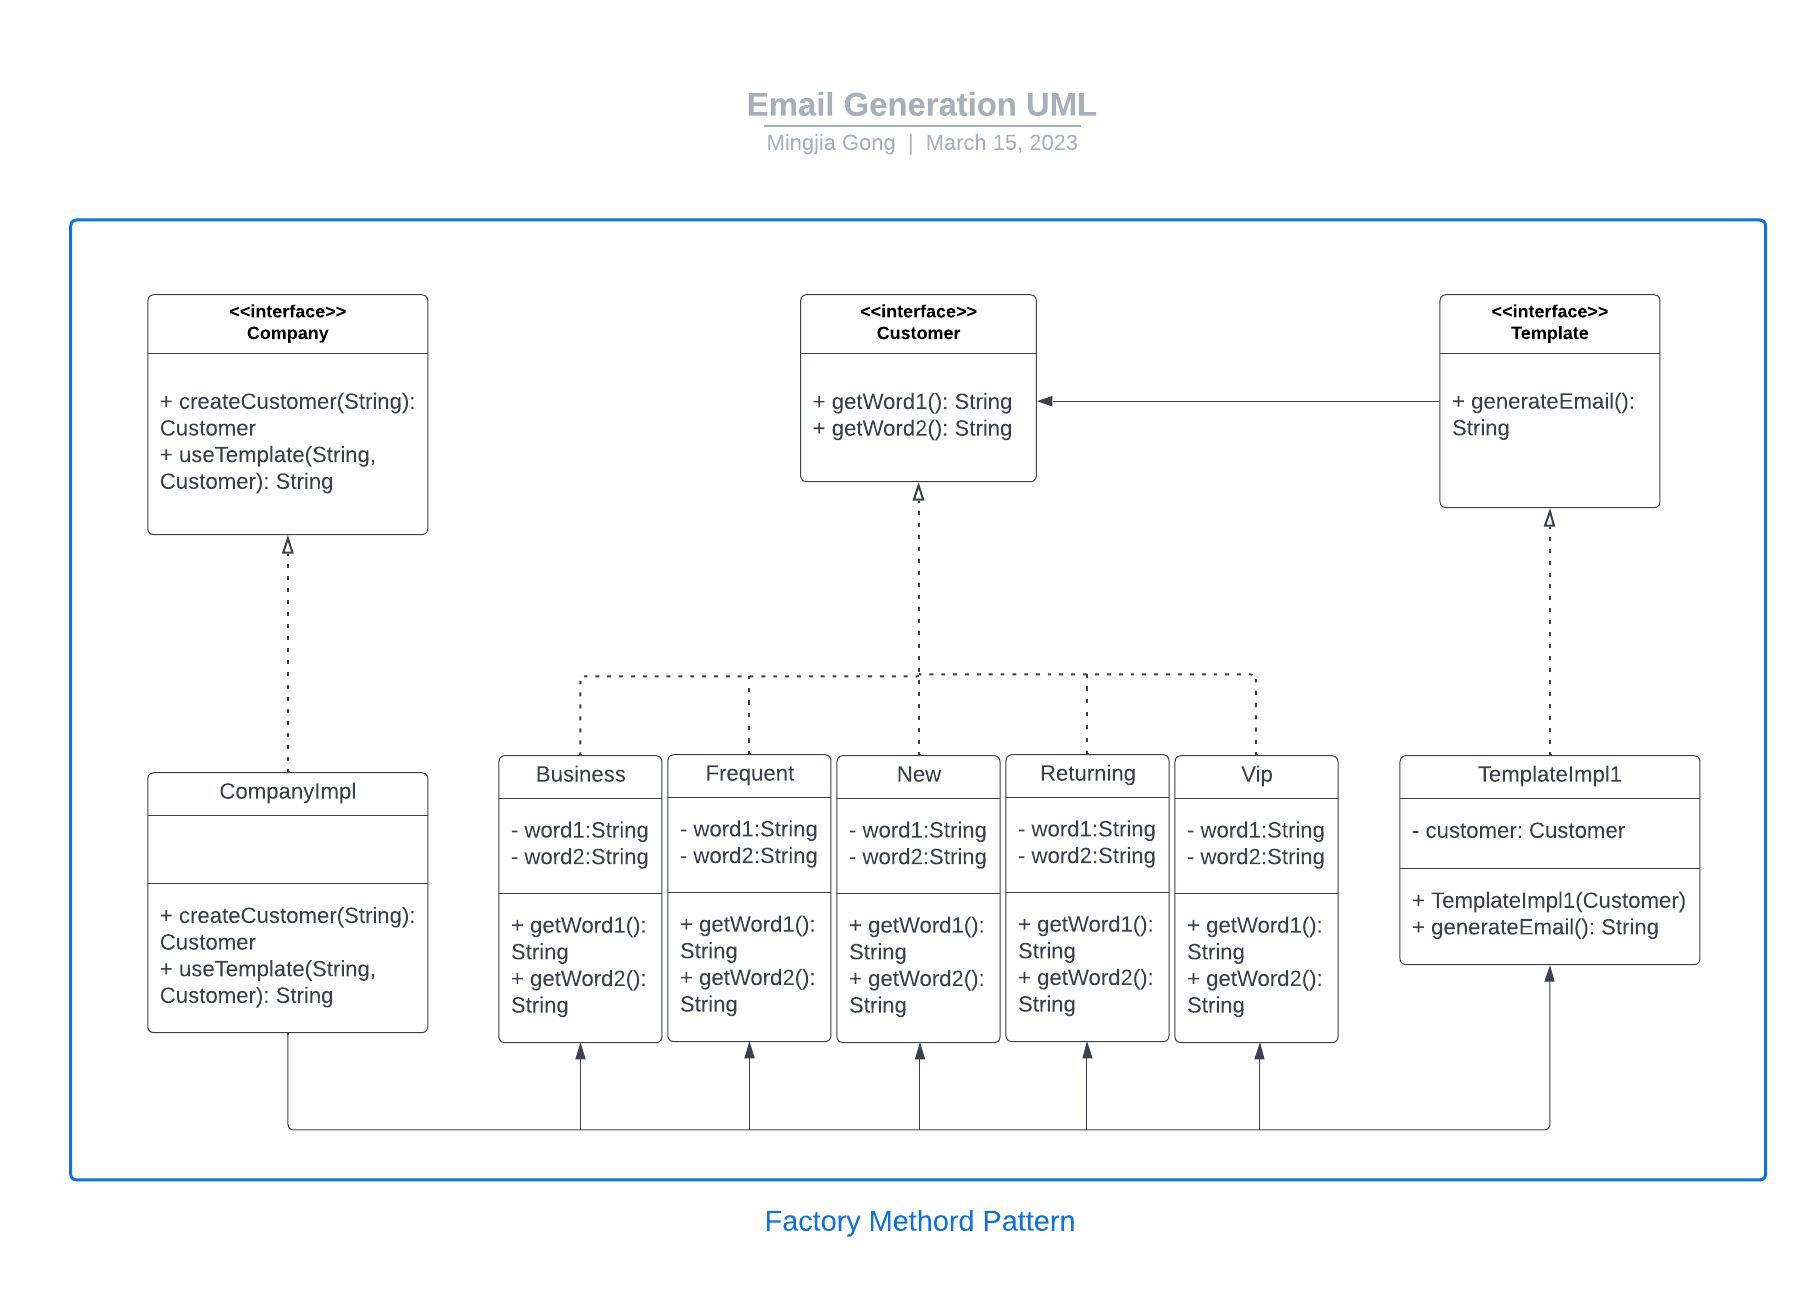 Email Generation UML
Mingjia Gong | March 15, 2023
<<interface>>
Company
+ createCustomer(String):
Customer
+ useTemplate(String,
Customer): String
<<interface>>
Customer
+ getWord1(): String
+ getWord2(): String
<<interface>>
Template
+ generateEmail():
String
CompanyImpl
+ createCustomer(String):
Customer
+ useTemplate(String,
Customer): String
Business
- word1:String
- word2:String
+ getWord1():
String
+ getWord2():
String
Frequent
- word1:String
- word2:String
+ getWord1():
String
+ getWord2():
String
New
- word1:String
- word2:String
+ getWord1():
String
+ getWord2():
String
Returning
- word1:String
- word2:String
+ getWord1():
String
+ getWord2():
String
Vip
- word1:String
- word2:String
+ getWord1():
String
+ getWord2():
String
TemplateImpl1
- customer: Customer
+ TemplateImpl1(Customer)
+ generateEmail(): String
Factory Methord Pattern